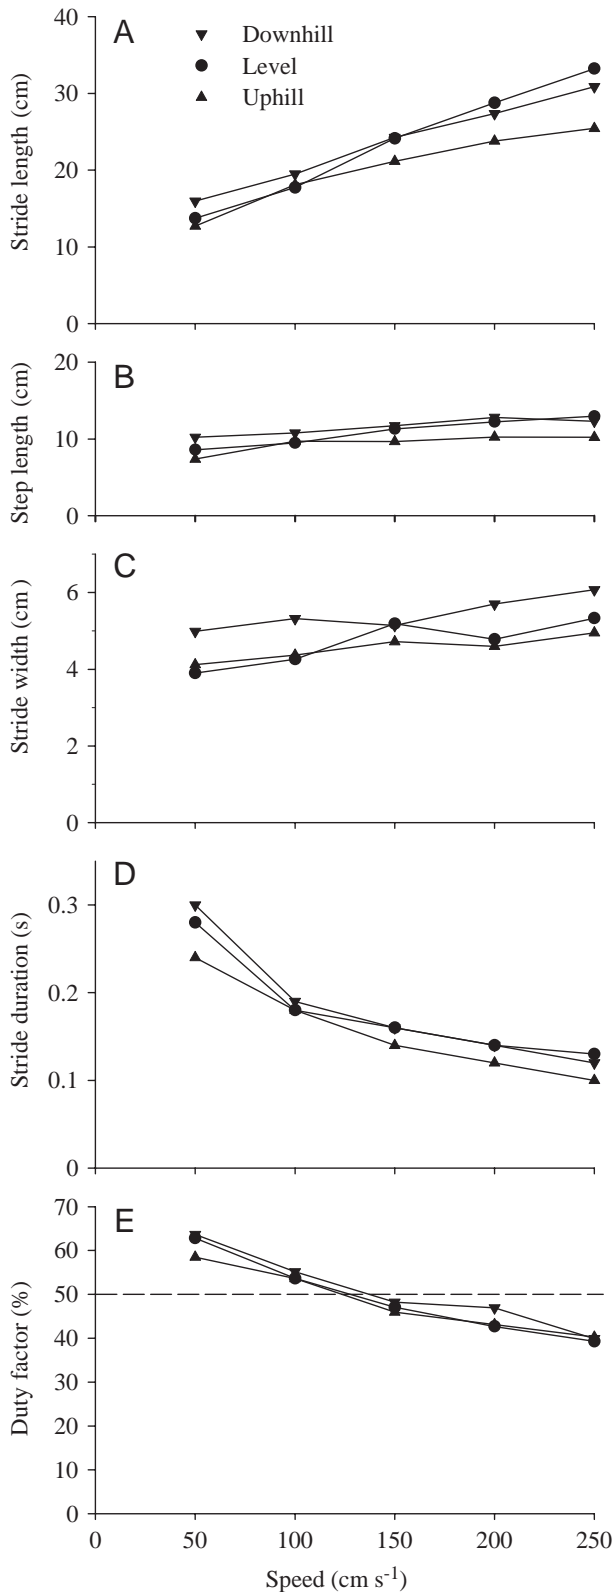 A
▼ Downhill
● Level
▲ Uphill
Stride length (cm)
40
30
20
10
0
B
Step length (cm)
20
10
0
C
Stride width (cm )
6
4
2
0
D
Stride duration (s)
0.3
0.2
0.1
0
E
Duty factor (%)
70
60
50
40
30
20
10
0
0 50 100 150 200 250
Speed (cm s⁻¹)